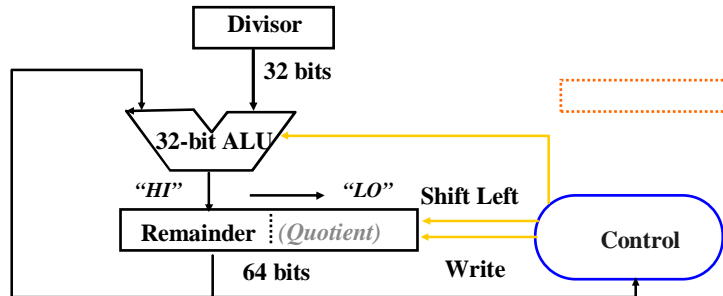 Divisor
32 bits
32-bit ALU
“HI”
“LO”
Shift Left
Remainder
(Quotient)
Control
64 bits
Write